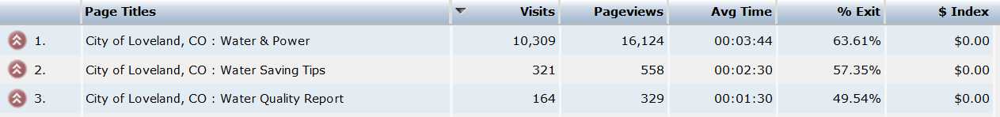 Page Titles Visits Pageviews Avg Time % Exit $ Index
1. City of Loveland, CO : Water & Power 10,309 16,124 00:03:44 63.61% $0.00
2. City of Loveland, CO : Water Saving Tips 321 558 00:02:30 57.35% $0.00
3. City of Loveland, CO : Water Quality Report 164 329 00:01:30 49.54% $0.00